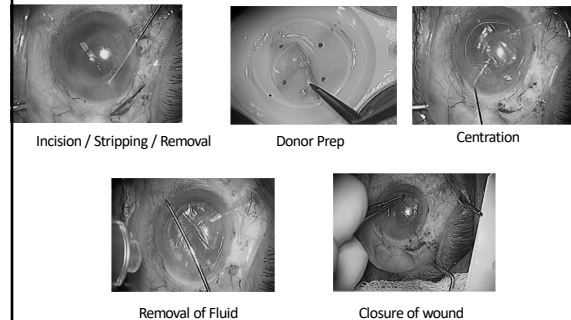 Incision / Stripping / Removal
Donor Prep
Centration
Removal of Fluid
Closure of wound